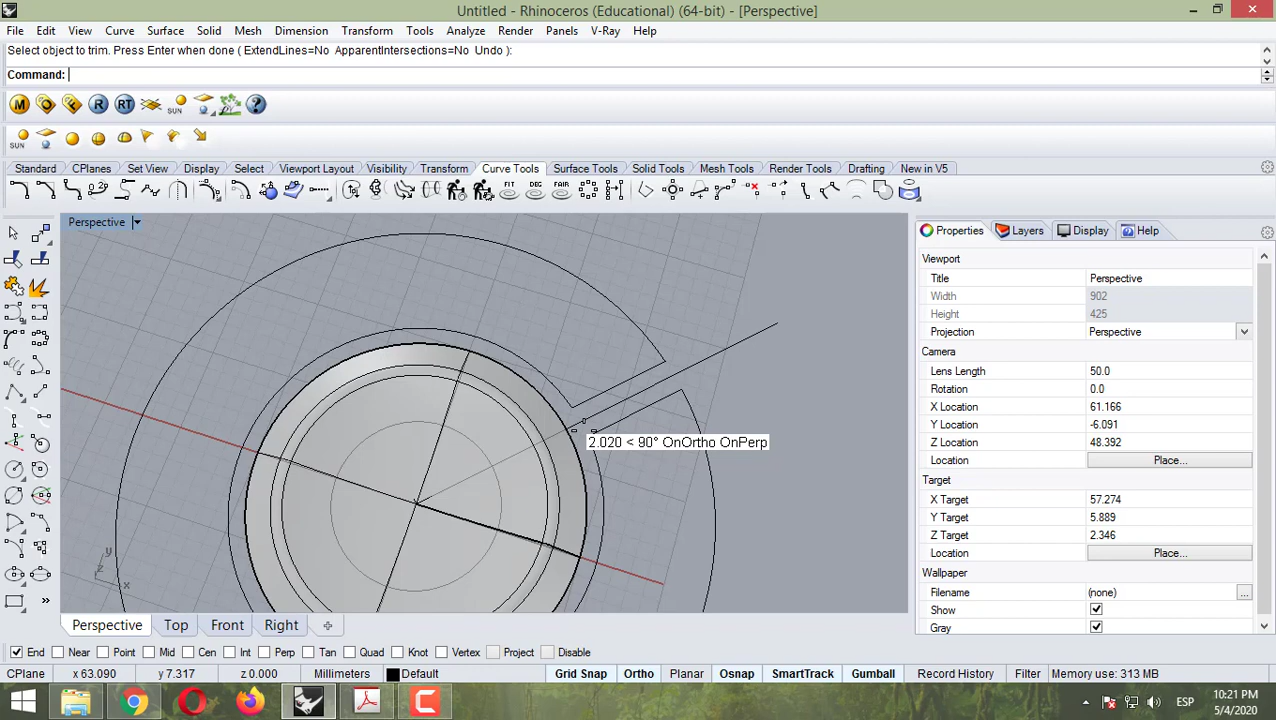 Untitled - Rhinoceros (Educational) (64-bit) - [Perspective]
File Edit View Curve Surface Solid Mesh Dimension Transform Tools Analyze Render Panels V-Ray Help
Select object to trim. Press Enter when done ( ExtendLines=No ApparentIntersections=No Undo ):
Command:
M O F R RT SUN ?
SUN
Standard CPlanes Set View Display Select Viewport Layout Visibility Transform Curve Tools Surface Tools Solid Tools Mesh Tools Render Tools Drafting New in V5
FIT DEG FAIR
Perspective
Properties Layers Display Help
Viewport
Title Perspective
Width 902
Height 425
Projection Perspective
Camera
Lens Length 50.0
Rotation 0.0
X Location 61.166
Y Location -6.091
Z Location 48.392
Location Place...
Target
X Target 57.274
Y Target 5.889
Z Target 2.346
Location Place...
Wallpaper
Filename (none) ...
Show
Gray
2.020 < 90° OnOrtho OnPerp
y
z
x
Perspective Top Front Right
End Near Point Mid Cen Int Perp Tan Quad Knot Vertex Project Disable
CPlane x 63.090 y 7.317 z 0.000 Millimeters Default Grid Snap Ortho Planar Osnap SmartTrack Gumball Record History Filter Memory use: 313 MB
ESP
10:21 PM
5/4/2020